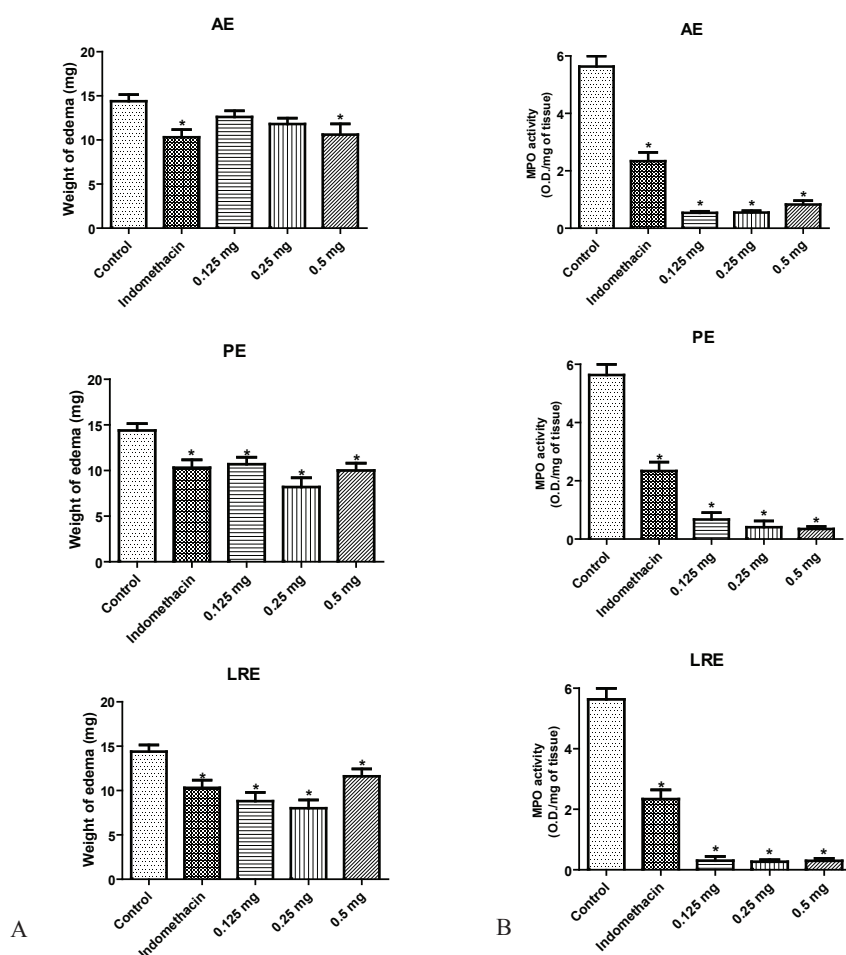 AE
Weight of edema (mg)
20
15
10
5
0
*
*
Control
Indomethacin
0.125 mg
0.25 mg
0.5 mg
PE
Weight of edema (mg)
20
15
10
5
0
*
*
*
*
Control
Indomethacin
0.125 mg
0.25 mg
0.5 mg
LRE
Weight of edema (mg)
20
15
10
5
0
*
*
*
*
Control
Indomethacin
0.125 mg
0.25 mg
0.5 mg
A
AE
MPO activity
(O.D./mg of tissue)
6
4
2
0
*
*
*
*
Control
Indomethacin
0.125 mg
0.25 mg
0.5 mg
PE
MPO activity
(O.D./mg of tissue)
6
4
2
0
*
*
*
*
Control
Indomethacin
0.125 mg
0.25 mg
0.5 mg
LRE
MPO activity
(O.D./mg of tissue)
6
4
2
0
*
*
*
*
Control
Indomethacin
0.125 mg
0.25 mg
0.5 mg
B